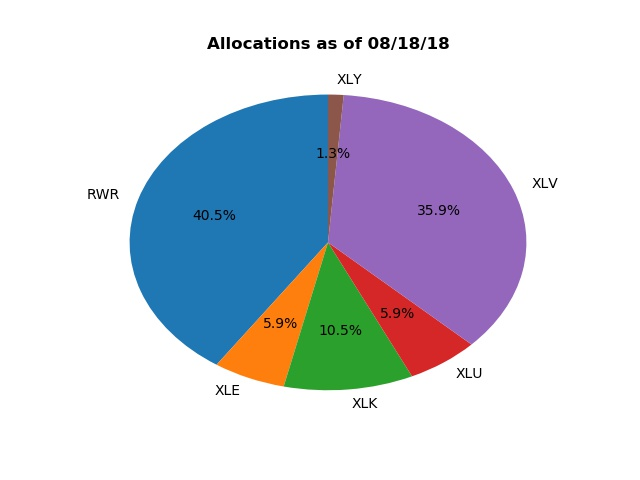 Allocations as of 08/18/18
XLY
1.3%
XLV
35.9%
RWR
40.5%
5.9%
XLE
10.5%
XLK
5.9%
XLU